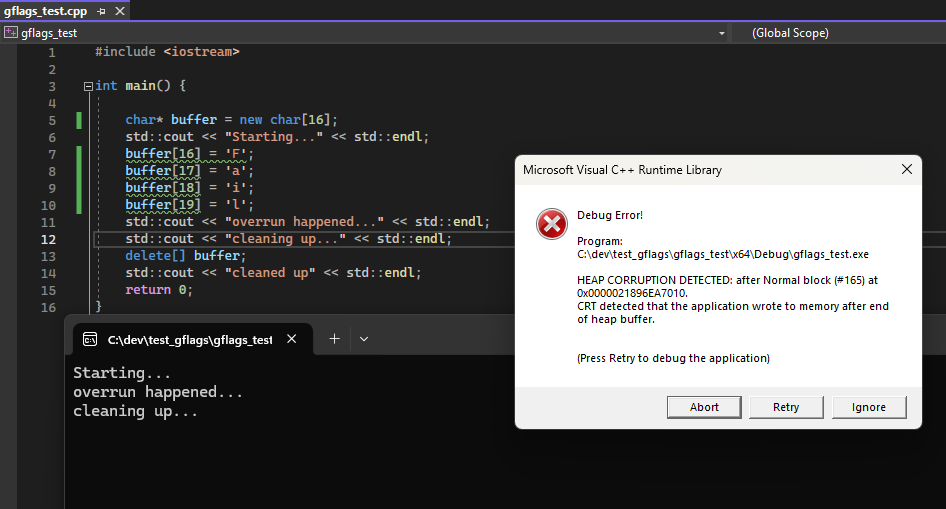 gflags_test.cpp
gflags_test (Global Scope)
1 #include <iostream>
2
3 int main() {
4
5 char* buffer = new char[16];
6 std::cout << "Starting..." << std::endl;
7 buffer[16] = 'F';
8 buffer[17] = 'a';
9 buffer[18] = 'i';
10 buffer[19] = 'l';
11 std::cout << "overrun happened..." << std::endl;
12 std::cout << "cleaning up..." << std::endl;
13 delete[] buffer;
14 std::cout << "cleaned up" << std::endl;
15 return 0;
16 }
Microsoft Visual C++ Runtime Library
Debug Error!
Program:
C:\dev\test_gflags\gflags_test\x64\Debug\gflags_test.exe
HEAP CORRUPTION DETECTED: after Normal block (#165) at
0x0000021896EA7010.
CRT detected that the application wrote to memory after end
of heap buffer.
(Press Retry to debug the application)
Abort Retry Ignore
C:\dev\test_gflags\gflags_test
Starting...
overrun happened...
cleaning up...